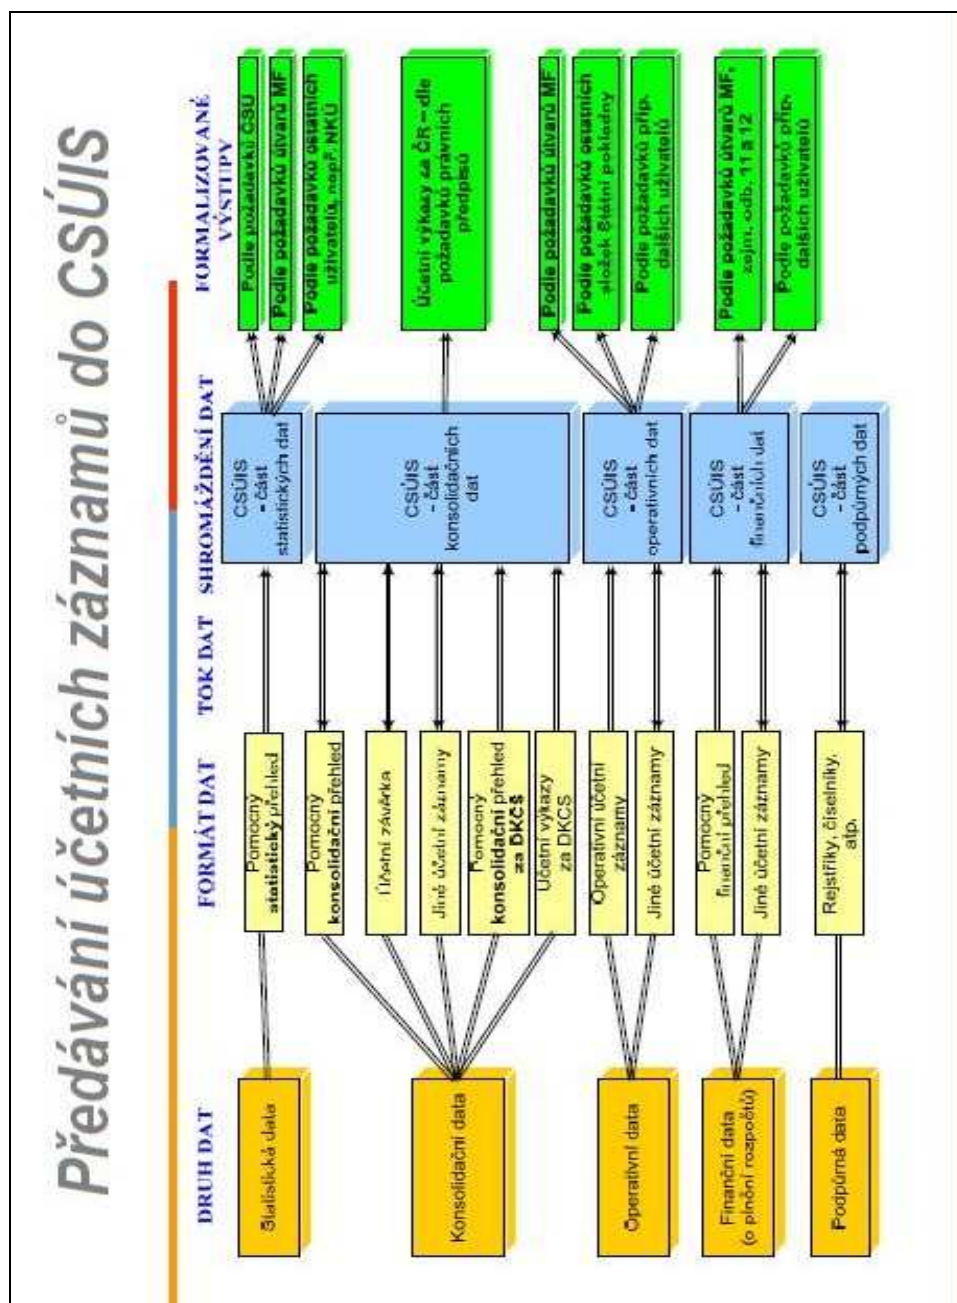 Předávání účetních záznamů do CSÚIS
DRUH DAT
FORMÁT DAT
TOK DAT
SHROMÁŽDĚNÍ DAT
FORMALIZOVANÉ
VÝSTUPY
Statistická data
Pomocný
statistický přehled
CSÚIS
- část
statistických dat
Podle požadavků ČSÚ
Podle požadavků útvarů MF
Podle požadavků ostatních
uživatelů, např. NKÚ
Konsolidační data
Pomocný
konsolidační přehled
Účetní závěrka
Jiné účetní záznamy
Pomocný
konsolidační přehled
za DKCS
Účetní výkazy
za DKCS
CSÚIS
- část
konsolidačních
dat
Účetní výkazy za ČR – dle
požadavků právních
předpisů
Operativní data
Operativní účetní
záznamy
Jiné účetní záznamy
CSÚIS
- část
operativních dat
Podle požadavků útvarů MF
Podle požadavků ostatních
složek Státní pokladny
Podle požadavků příp.
dalších uživatelů
Finanční data
(o plnění rozpočtů)
Pomocný
finanční přehled
Jiné účetní záznamy
CSÚIS
- část
finančních dat
Podle požadavků útvarů MF,
zejm. odb. 11 a 12
Podle požadavků příp.
dalších uživatelů
Podpůrná data
Rejstříky, číselníky,
atp.
CSÚIS
- část
podpůrných dat